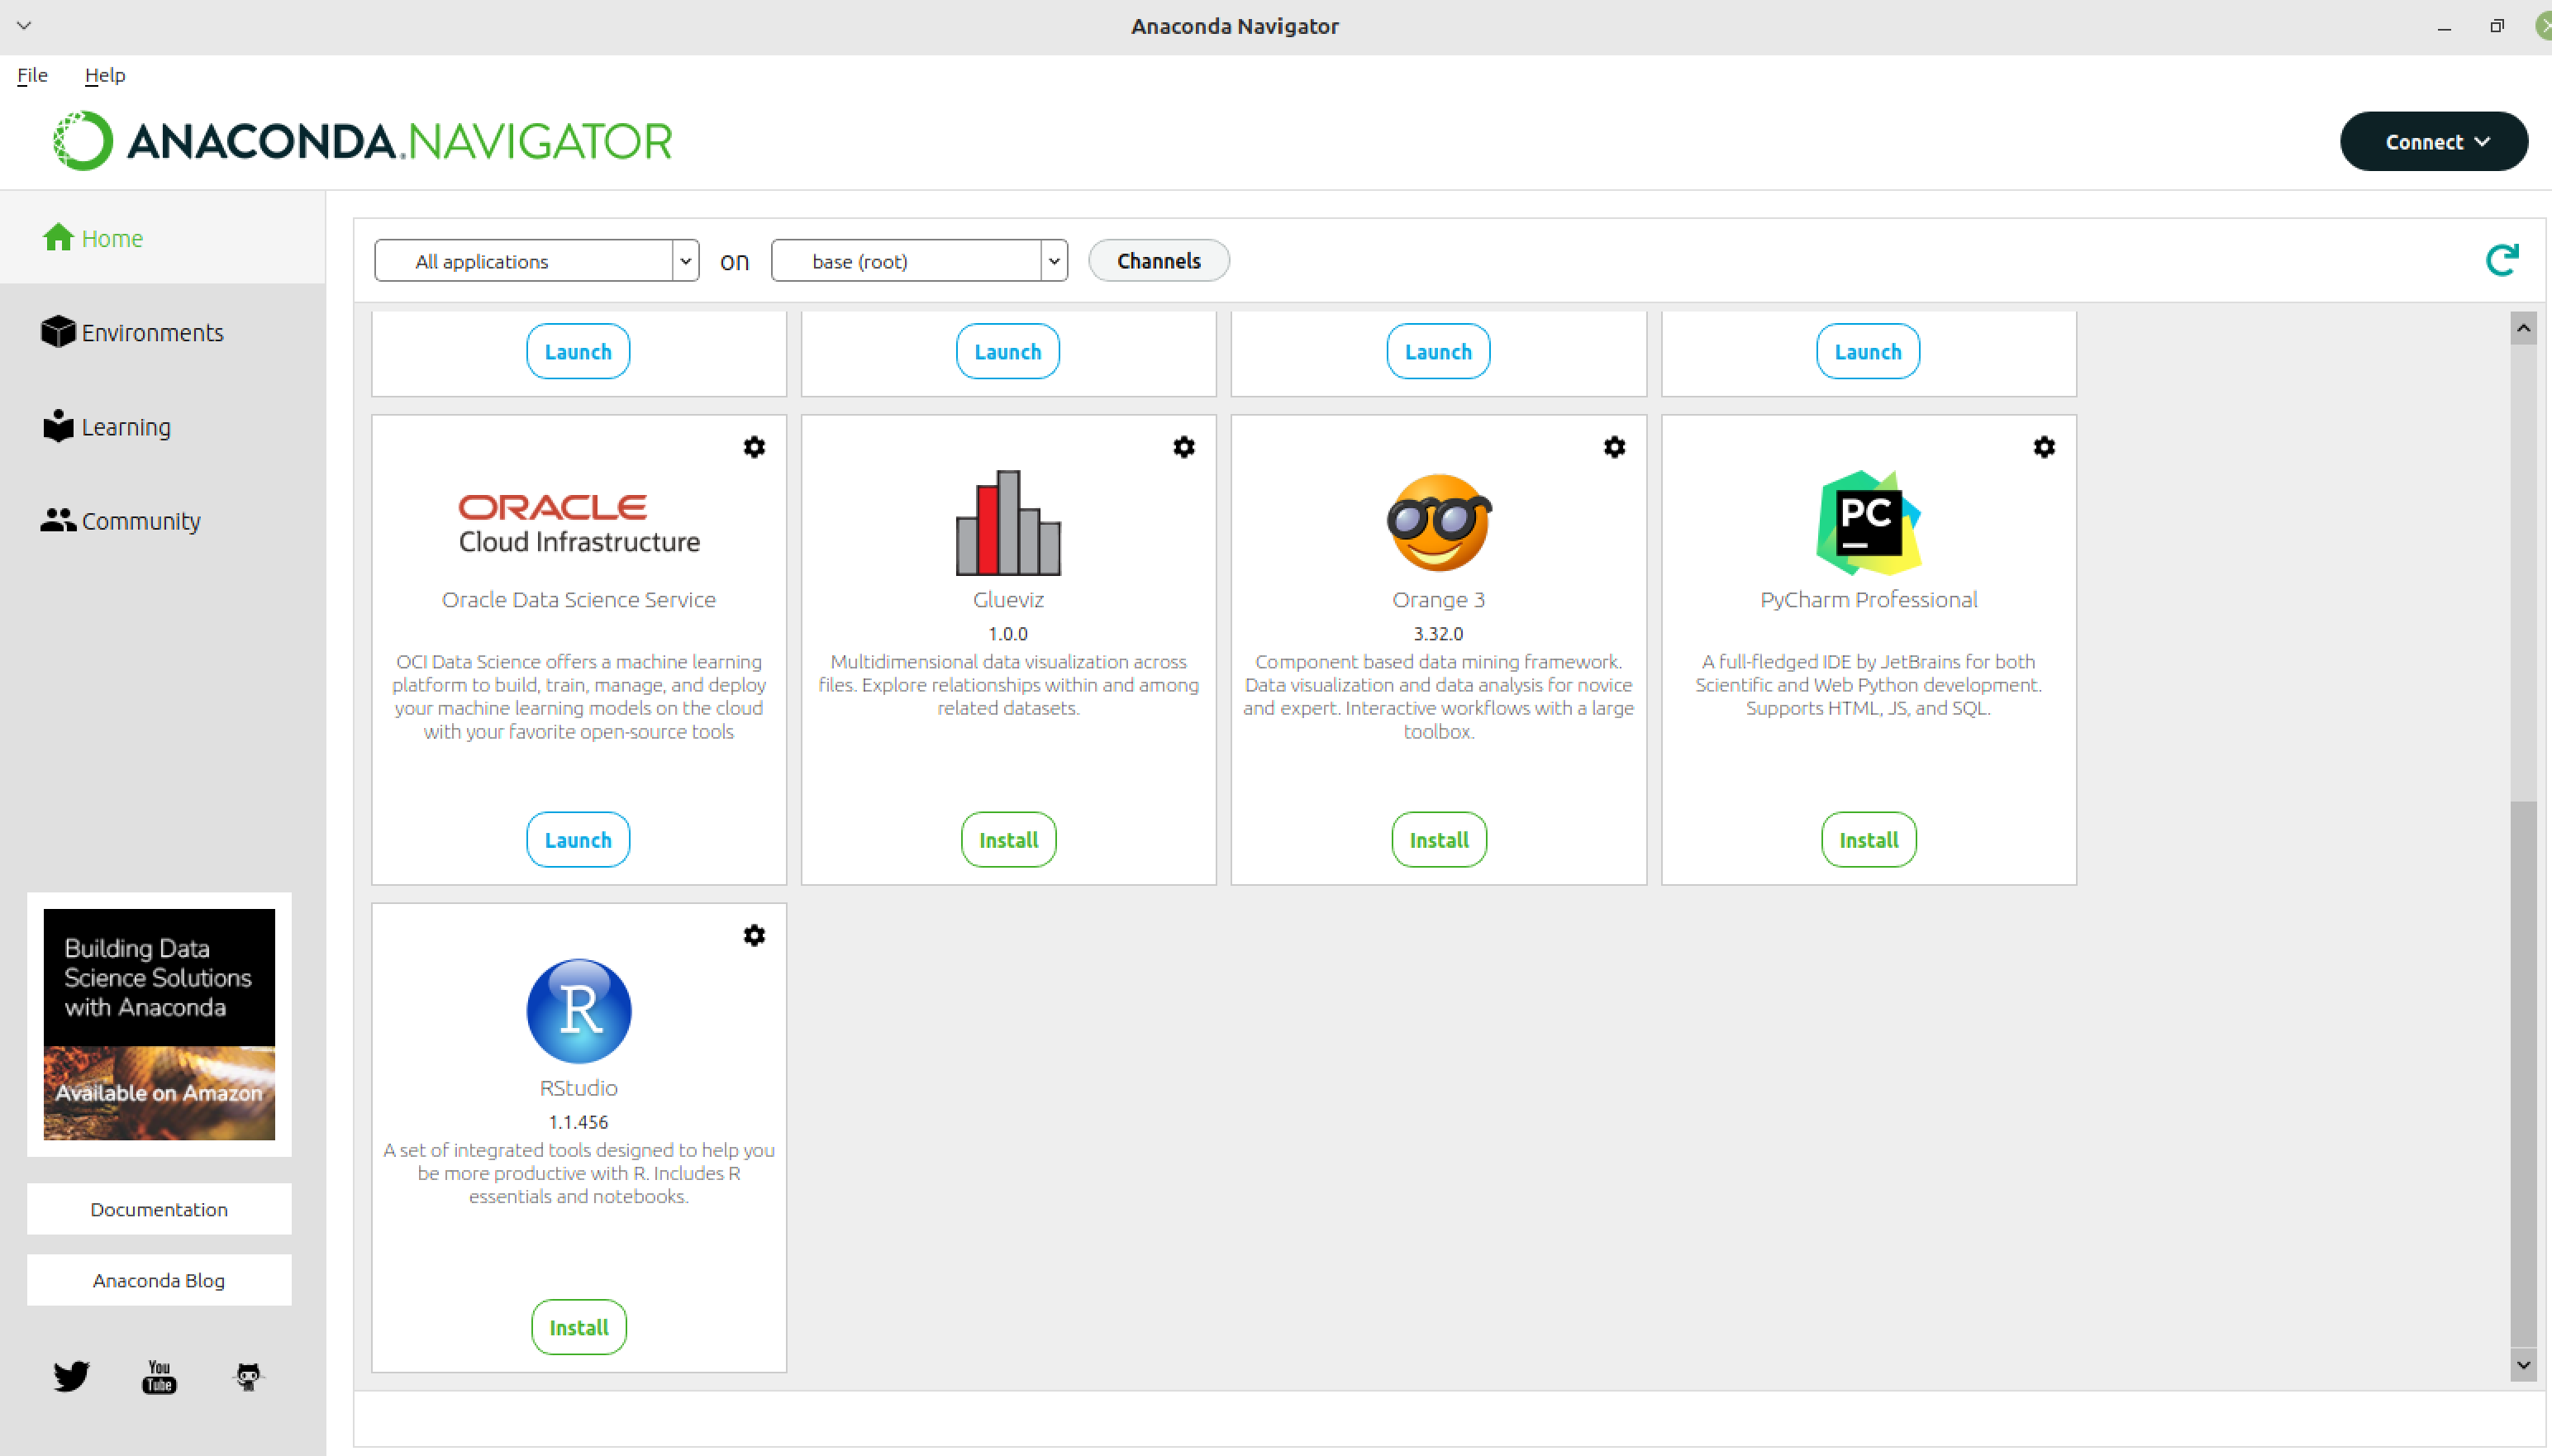 Anaconda Navigator
File Help
ANACONDA.NAVIGATOR
Connect
Home
Environments
Learning
Community
Building Data
Science Solutions
with Anaconda
Available on Amazon
Documentation
Anaconda Blog
You
Tube
All applications on base (root) Channels
Launch Launch Launch Launch
ORACLE
Cloud Infrastructure
Oracle Data Science Service
OCI Data Science offers a machine learning
platform to build, train, manage, and deploy
your machine learning models on the cloud
with your favorite open-source tools
Launch
Glueviz
1.0.0
Multidimensional data visualization across
files. Explore relationships within and among
related datasets.
Install
Orange 3
3.32.0
Component based data mining framework.
Data visualization and data analysis for novice
and expert. Interactive workflows with a large
toolbox.
Install
PC
PyCharm Professional
A full-fledged IDE by JetBrains for both
Scientific and Web Python development.
Supports HTML, JS, and SQL.
Install
R
RStudio
1.1.456
A set of integrated tools designed to help you
be more productive with R. Includes R
essentials and notebooks.
Install